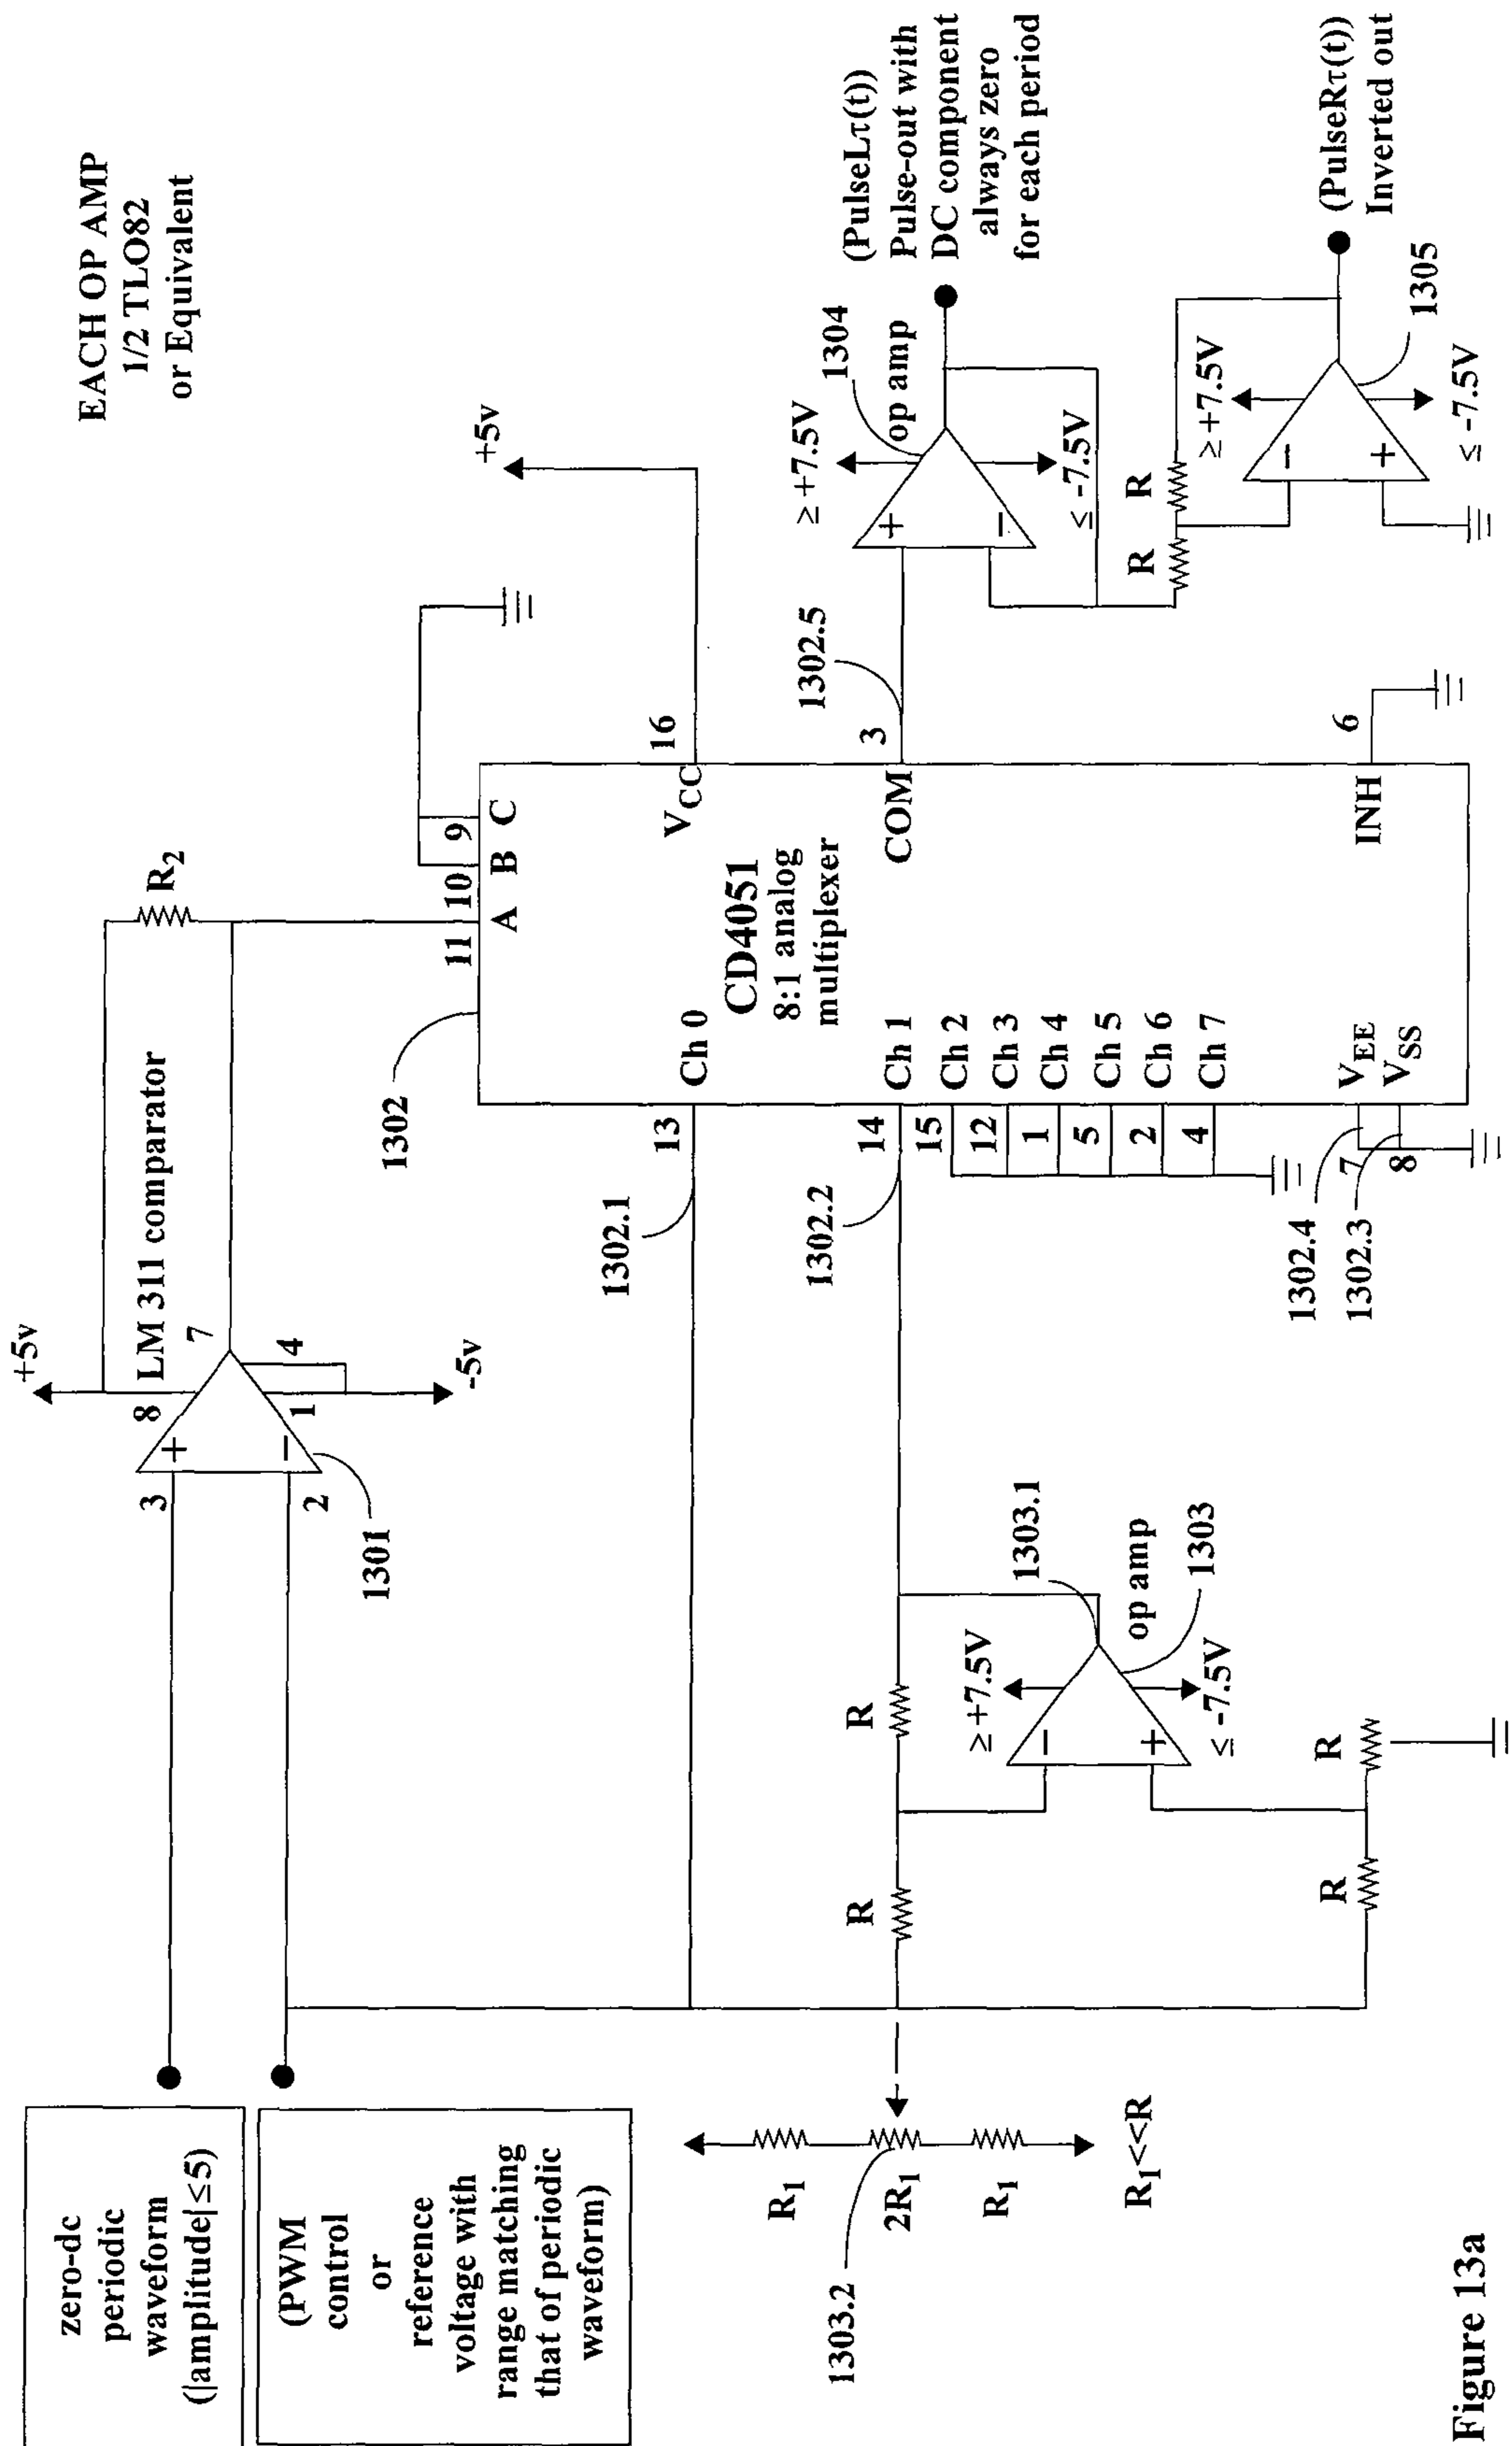 EACH OP AMP
1/2 TLO82
or Equivalent
zero-dc
periodic
waveform
(|amplitude|≤5)
(PWM
control
or
reference
voltage with
range matching
that of periodic
waveform)
3
2
+
−
8
7
1
4
+5v
-5v
LM 311 comparator
1301
R2
1302
11
10
9
A
B
C
+5v
16
VCC
CD4051
8:1 analog
multiplexer
1302.1
13
Ch 0
1302.2
14
Ch 1
15
Ch 2
12
Ch 3
1
Ch 4
5
Ch 5
2
Ch 6
4
Ch 7
VEE
VSS
7
8
1302.4
1302.3
COM
3
1302.5
INH
6
≥ +7.5V
1304
op amp
+
−
≤ -7.5V
(PulseLτ(t))
Pulse-out with
DC component
always zero
for each period
R
R
≥ +7.5V
−
+
≤ -7.5V
1305
(PulseRτ(t))
Inverted out
R
R
≥ +7.5V
1303.1
op amp
1303
−
+
≤ -7.5V
R
R
1303.2
R1
2R1
R1
R1<<R
Figure 13a